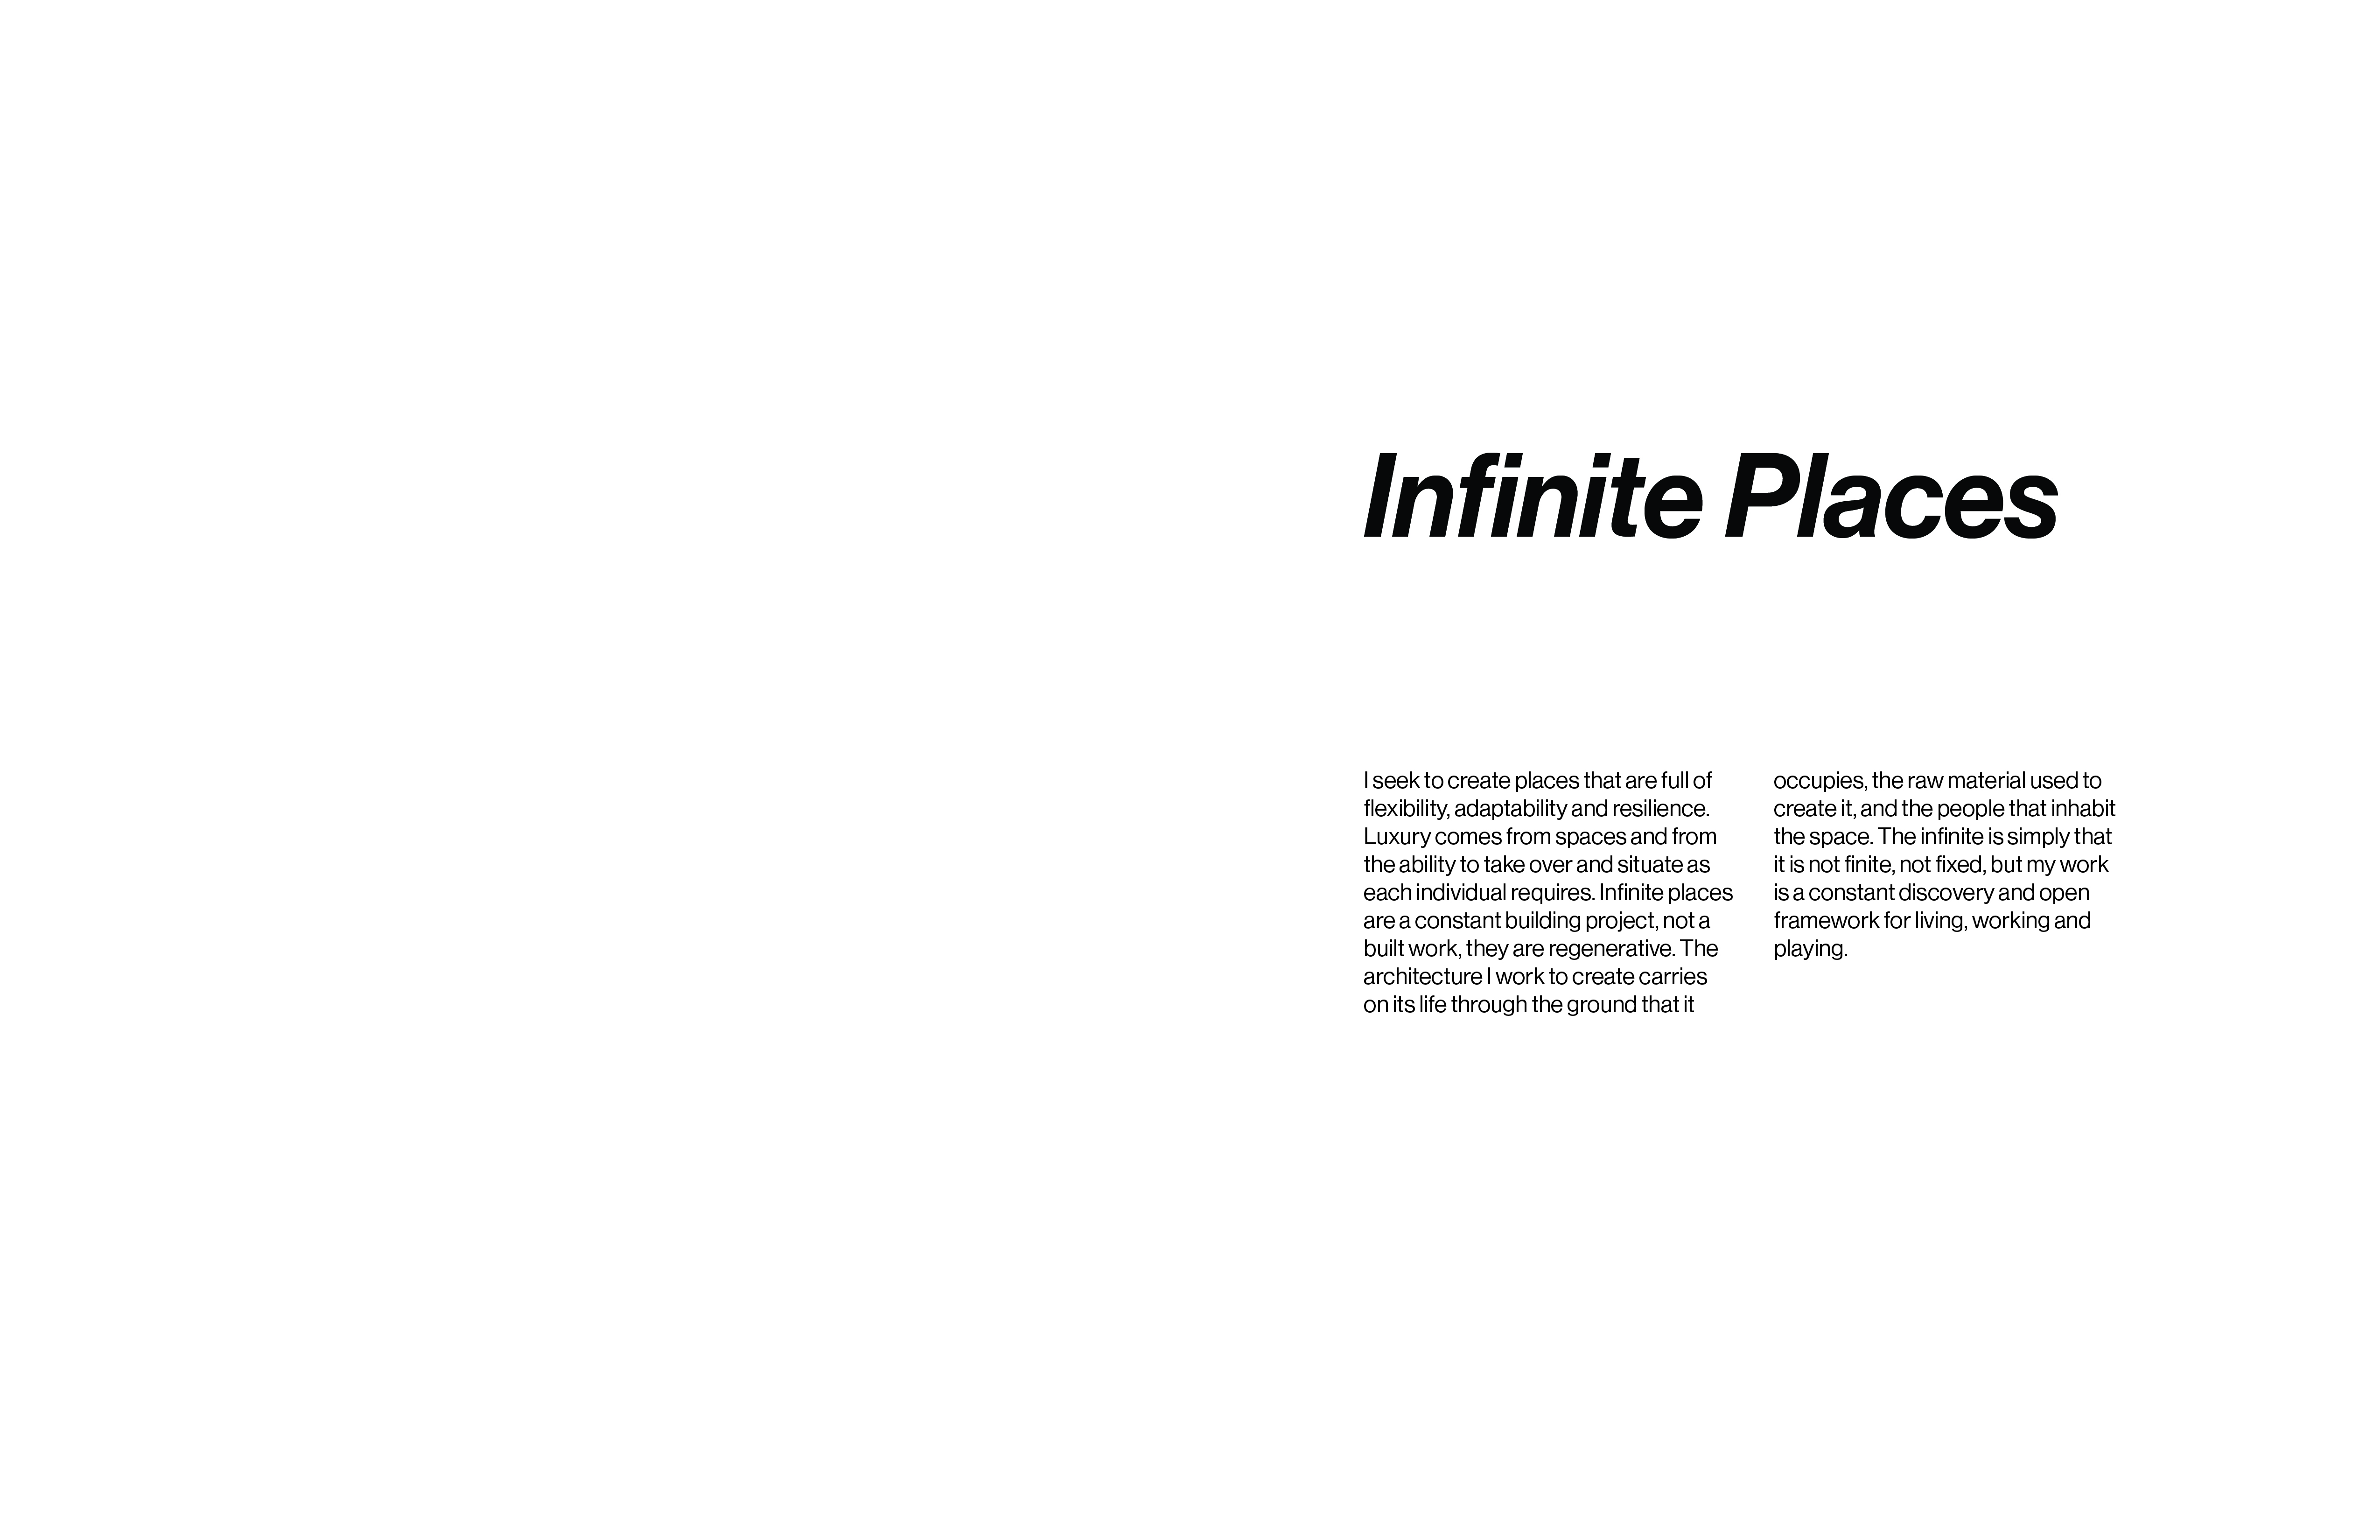 Infinite Places
I seek to create places that are full of
flexibility, adaptability and resilience.
Luxury comes from spaces and from
the ability to take over and situate as
each individual requires. Infinite places
are a constant building project, not a
built work, they are regenerative. The
architecture I work to create carries
on its life through the ground that it
occupies, the raw material used to
create it, and the people that inhabit
the space. The infinite is simply that
it is not finite, not fixed, but my work
is a constant discovery and open
framework for living, working and
playing.